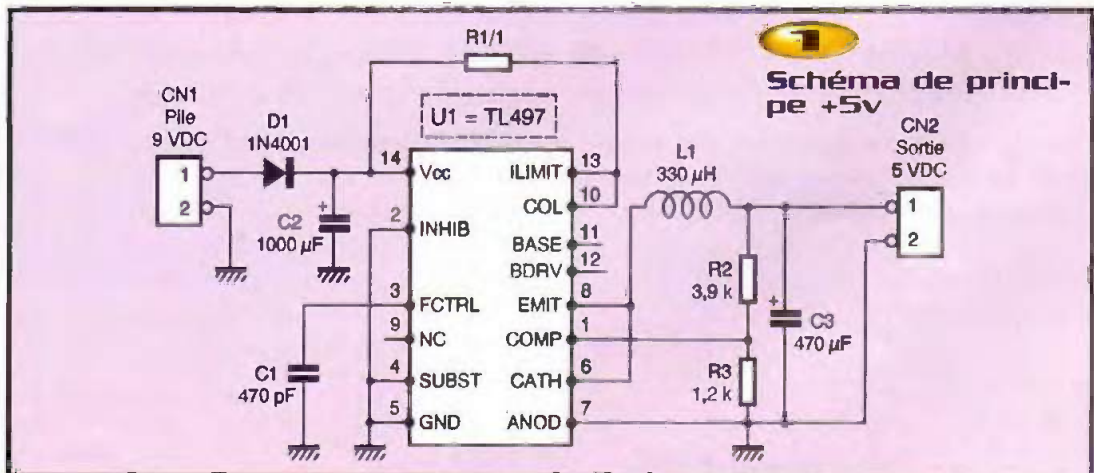 R1/1
1
Schéma de princi-
pe +5v
CN1
Pile
9 VDC
1
2
D1
1N4001
C2
1000 µF
+
U1 = TL497
14
Vcc
2
INHIB
3
FCTRL
9
NC
4
SUBST
5
GND
ILIMIT
13
COL
10
BASE
11
BDRV
12
EMIT
8
COMP
1
CATH
6
ANOD
7
C1
470 pF
L1
330 µH
R2
3,9 k
R3
1,2 k
+
C3
470 µF
CN2
Sortie
5 VDC
1
2